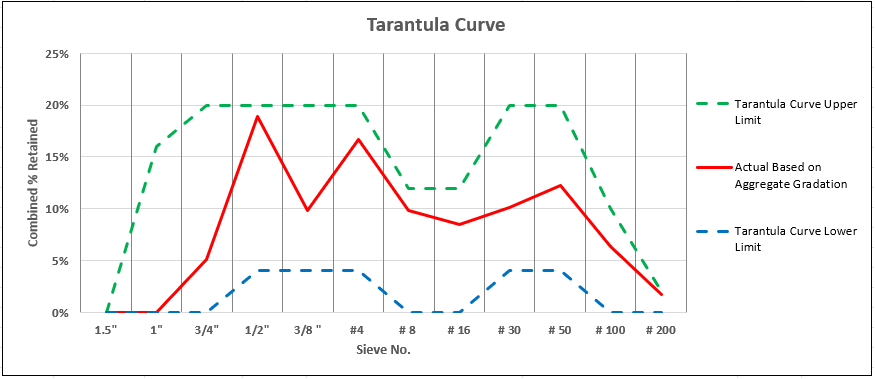 Tarantula Curve
25%
20%
15%
10%
5%
0%
Combined % Retained
1.5"
1"
3/4"
1/2"
3/8 "
#4
# 8
# 16
# 30
# 50
# 100
# 200
Sieve No.
Tarantula Curve Upper
Limit
Actual Based on
Aggregate Gradation
Tarantula Curve Lower
Limit